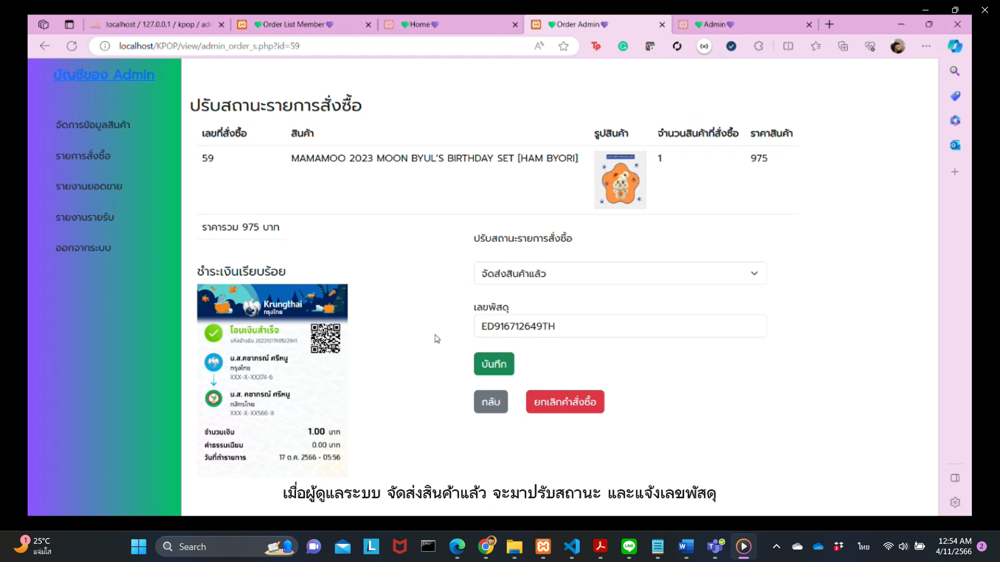 localhost / 127.0.0.1 / kpop / adm
💚Order List Member💜
💚Home💜
💚Order Admin💜
💚Admin💜
localhost/KPOP/view/admin_order_s.php?id=59
บัญชีของ Admin
จัดการข้อมูลสินค้า
รายการสั่งซื้อ
รายงานยอดขาย
รายงานรายรับ
ออกจากระบบ
ปรับสถานะรายการสั่งซื้อ
เลขที่สั่งซื้อ สินค้า รูปสินค้า จำนวนสินค้าที่สั่งซื้อ ราคาสินค้า
59 MAMAMOO 2023 MOON BYUL'S BIRTHDAY SET [HAM BYORI] 1 975
ราคารวม 975 บาท
ชำระเงินเรียบร้อย
Krungthai
กรุงไทย
โอนเงินสำเร็จ
รหัสอ้างอิง 2023101748522941
น.ส.คชาภรณ์ ศรีหนู
กรุงไทย
XXX-X-XX374-6
น.ส. คชาภรณ์ ศรีหนู
กสิกรไทย
XXX-X-XX566-8
จำนวนเงิน 1.00 บาท
ค่าธรรมเนียม 0.00 บาท
วันที่ทำรายการ 17 ต.ค. 2566 - 05:56
ปรับสถานะรายการสั่งซื้อ
จัดส่งสินค้าแล้ว
เลขพัสดุ
ED916712649TH
บันทึก
กลับ ยกเลิกคำสั่งซื้อ
เมื่อผู้ดูแลระบบ จัดส่งสินค้าแล้ว จะมาปรับสถานะ และแจ้งเลขพัสดุ
1 25°C
แจ่มใส
Search
ไทย
12:54 AM
4/11/2566
2